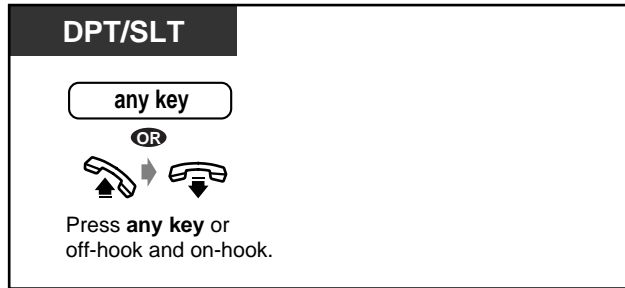 DPT/SLT
any key
OR
Press any key or
off-hook and on-hook.